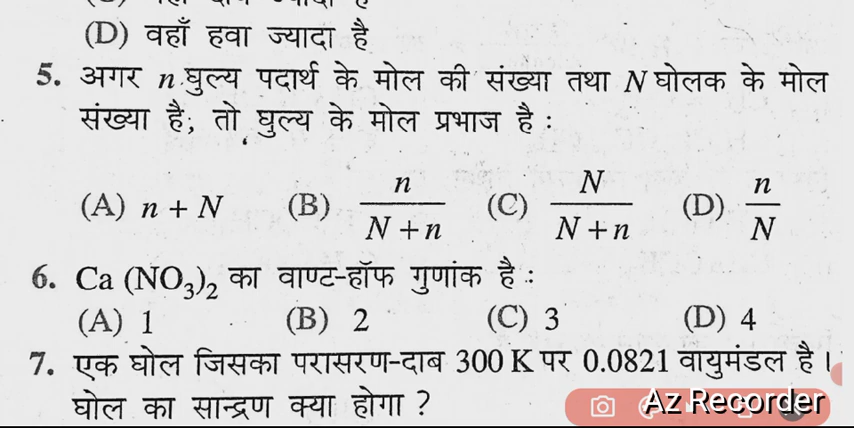 (D) वहाँ हवा ज्यादा है
5. अगर n घुल्य पदार्थ के मोल की संख्या तथा N घोलक के मोल
संख्या है, तो घुल्य के मोल प्रभाज है :
(A) n + N (B) n/(N + n) (C) N/(N + n) (D) n/N
6. Ca (NO₃)₂ का वाण्ट-हॉफ गुणांक है :
(A) 1 (B) 2 (C) 3 (D) 4
7. एक घोल जिसका परासरण-दाब 300 K पर 0.0821 वायुमंडल है।
घोल का सान्द्रण क्या होगा ?
Az Recorder